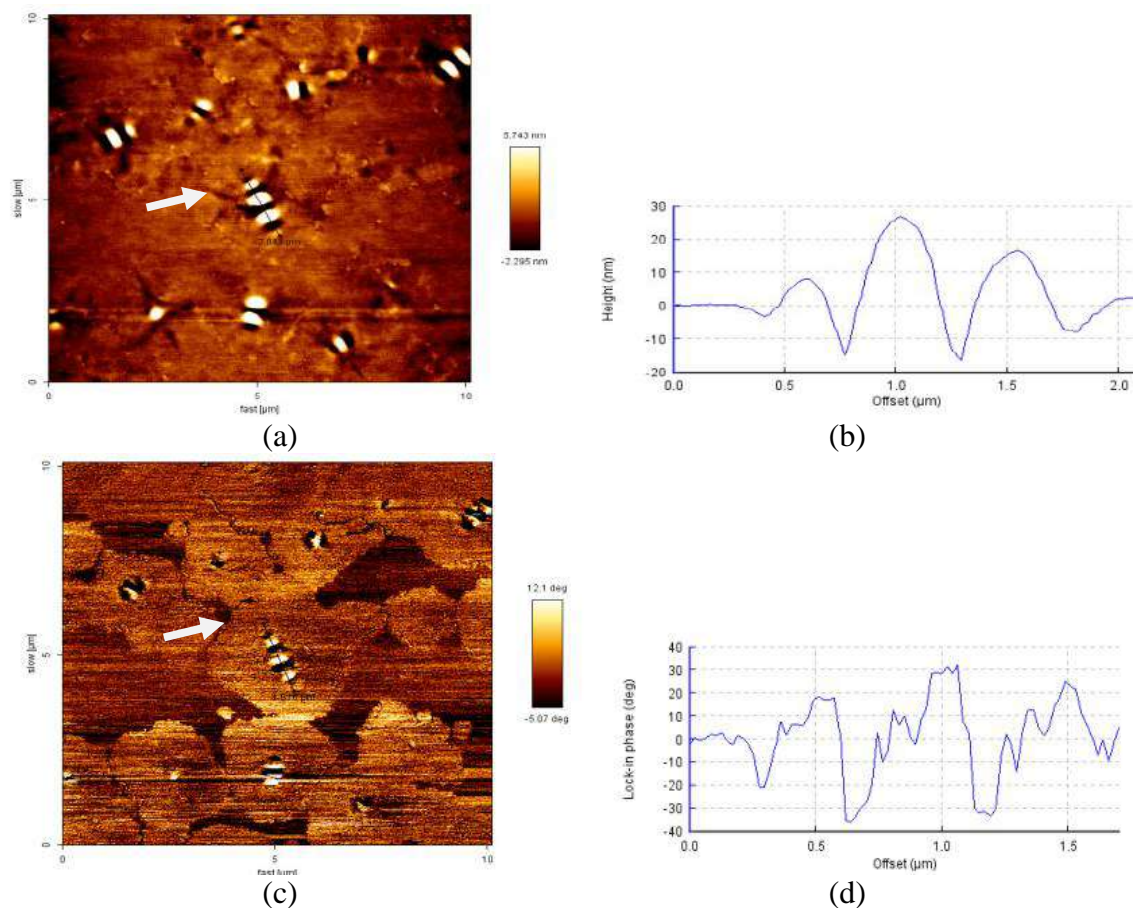 10
5
0
slow [µm]
0
5
10
fast [µm]
5.743 nm
-2.295 nm
(a)
30
20
10
0
-10
-20
Height (nm)
0.0
0.5
1.0
1.5
2.0
Offset (µm)
(b)
10
5
0
slow [µm]
0
5
10
fast [µm]
12.1 deg
-5.07 deg
(c)
40
30
20
10
0
-10
-20
-30
-40
Lock-in phase (deg)
0.0
0.5
1.0
1.5
Offset (µm)
(d)